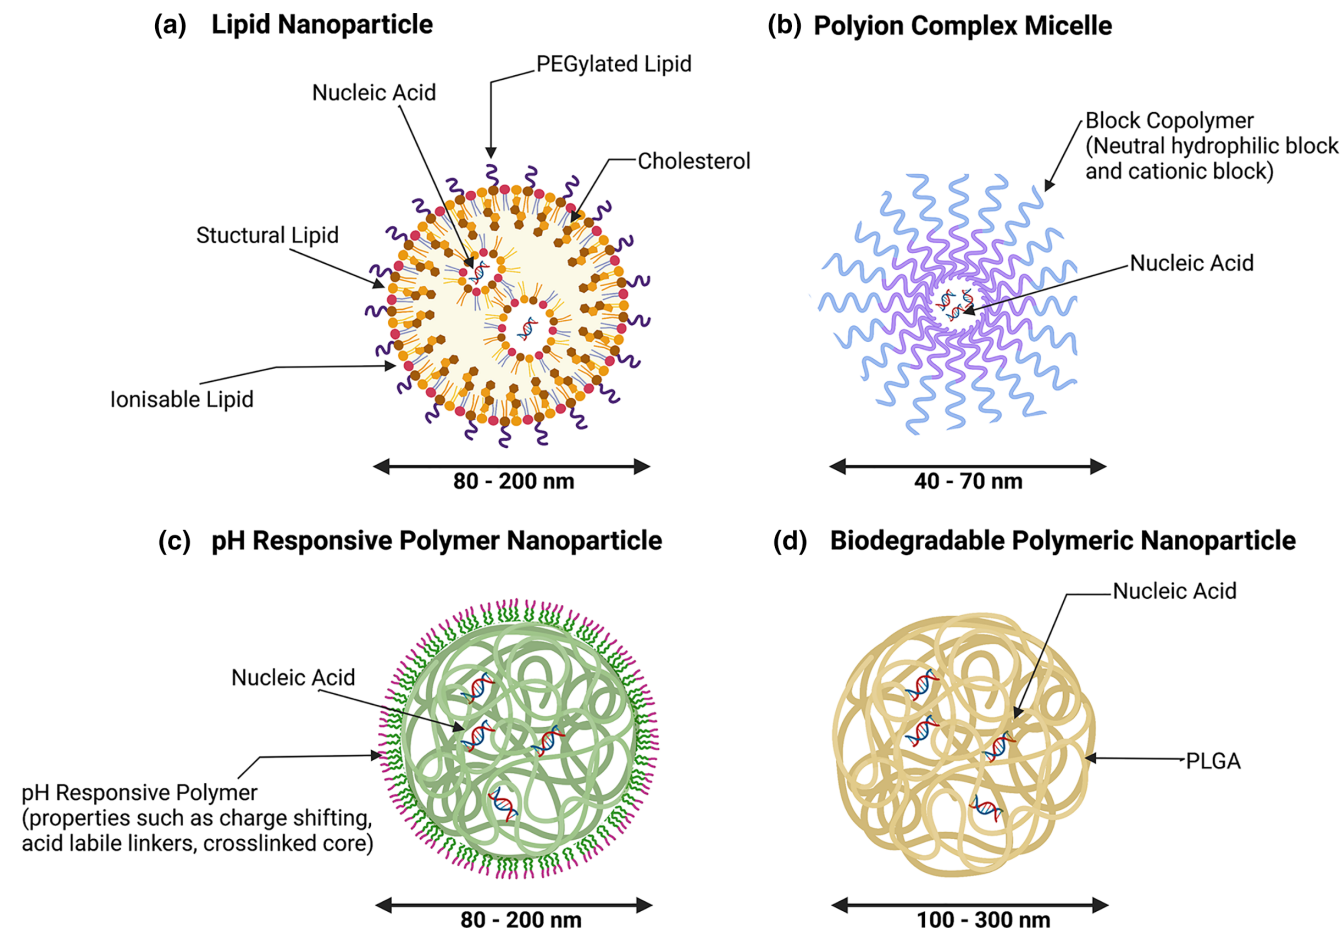 (a) Lipid Nanoparticle
PEGylated Lipid
Nucleic Acid
Cholesterol
Stuctural Lipid
Ionisable Lipid
80 - 200 nm
(b) Polyion Complex Micelle
Block Copolymer
(Neutral hydrophilic block
and cationic block)
Nucleic Acid
40 - 70 nm
(c) pH Responsive Polymer Nanoparticle
Nucleic Acid
pH Responsive Polymer
(properties such as charge shifting,
acid labile linkers, crosslinked core)
80 - 200 nm
(d) Biodegradable Polymeric Nanoparticle
Nucleic Acid
PLGA
100 - 300 nm